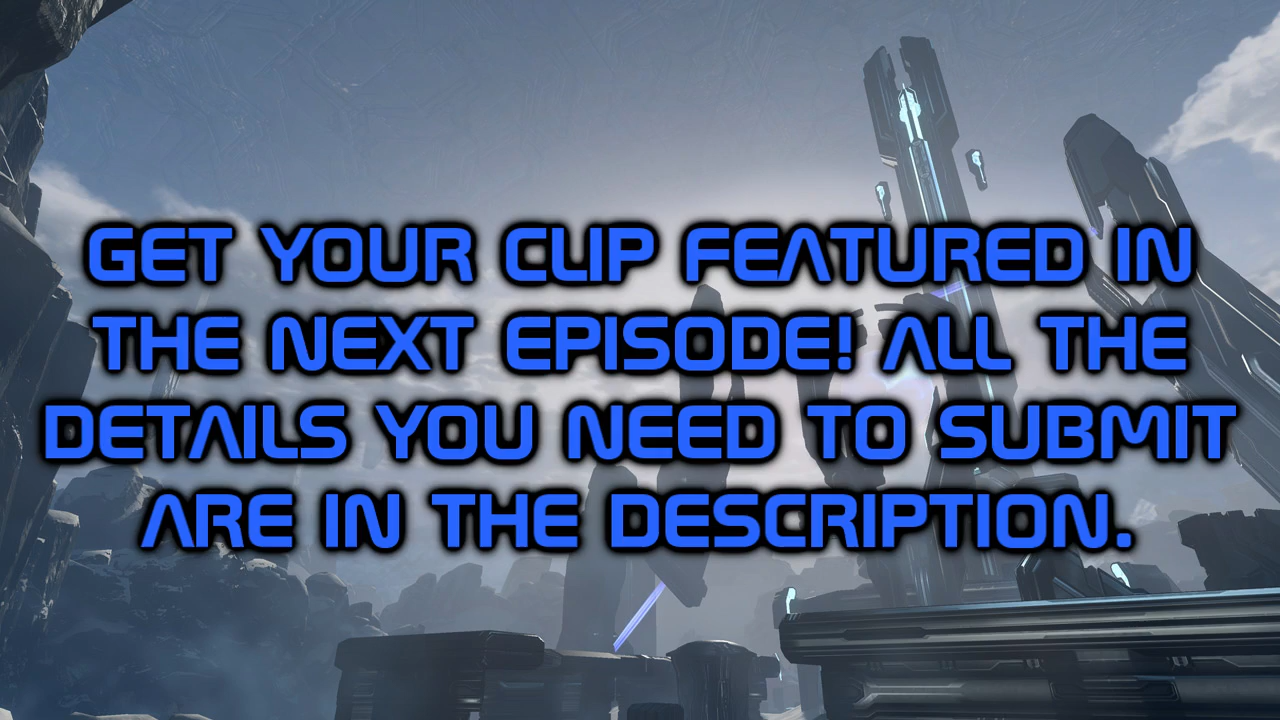 GET YOUR CLIP FEATURED IN
THE NEXT EPISODE! ALL THE
DETAILS YOU NEED TO SUBMIT
ARE IN THE DESCRIPTION.